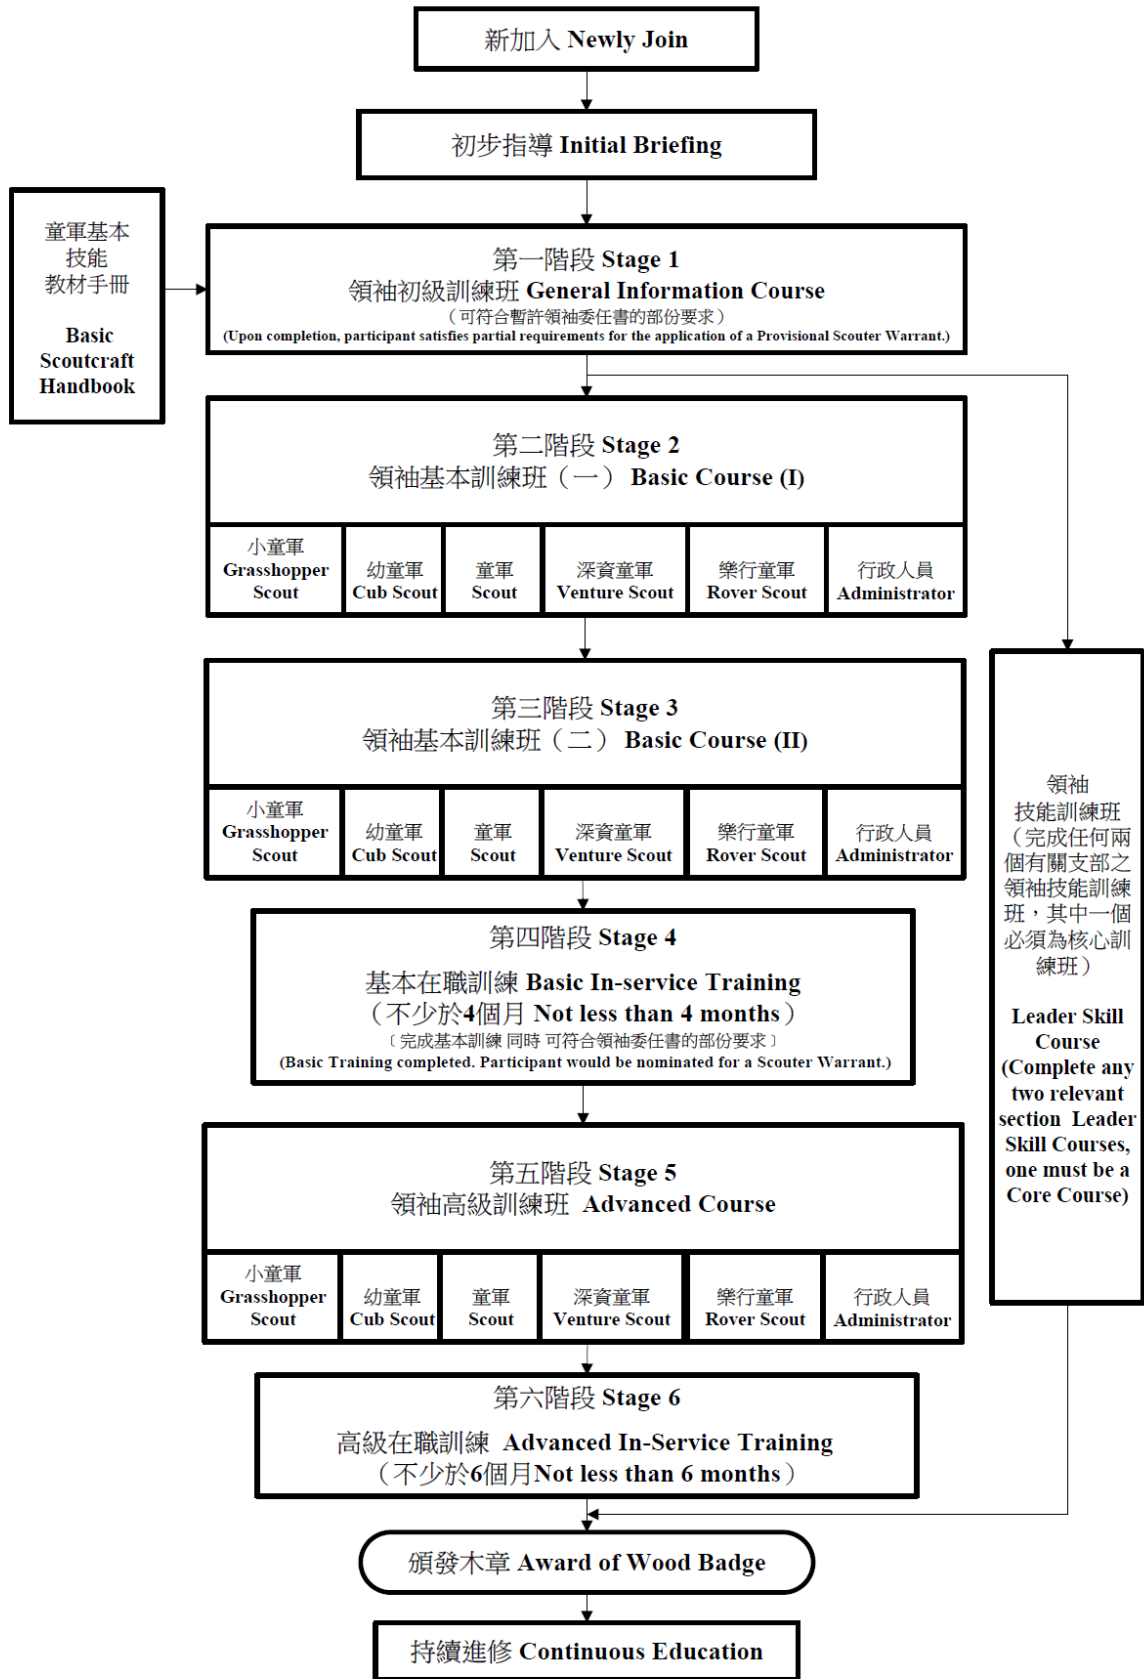 新加入 Newly Join
初步指導 Initial Briefing
童軍基本
技能
教材手冊
Basic
Scoutcraft
Handbook
第一階段 Stage 1
領袖初級訓練班 General Information Course
（可符合暫許領袖委任書的部份要求）
(Upon completion, participant satisfies partial requirements for the application of a Provisional Scouter Warrant.)
第二階段 Stage 2
領袖基本訓練班（一） Basic Course (I)
小童軍
Grasshopper
Scout
幼童軍
Cub Scout
童軍
Scout
深資童軍
Venture Scout
樂行童軍
Rover Scout
行政人員
Administrator
第三階段 Stage 3
領袖基本訓練班（二） Basic Course (II)
小童軍
Grasshopper
Scout
幼童軍
Cub Scout
童軍
Scout
深資童軍
Venture Scout
樂行童軍
Rover Scout
行政人員
Administrator
第四階段 Stage 4
基本在職訓練 Basic In-service Training
（不少於4個月 Not less than 4 months）
﹝完成基本訓練 同時 可符合領袖委任書的部份要求﹞
(Basic Training completed. Participant would be nominated for a Scouter Warrant.)
第五階段 Stage 5
領袖高級訓練班 Advanced Course
小童軍
Grasshopper
Scout
幼童軍
Cub Scout
童軍
Scout
深資童軍
Venture Scout
樂行童軍
Rover Scout
行政人員
Administrator
第六階段 Stage 6
高級在職訓練 Advanced In-Service Training
（不少於6個月Not less than 6 months）
領袖
技能訓練班
（完成任何兩
個有關支部之
領袖技能訓練
班，其中一個
必須為核心訓
練班）
Leader Skill
Course
(Complete any
two relevant
section Leader
Skill Courses,
one must be a
Core Course)
頒發木章 Award of Wood Badge
持續進修 Continuous Education